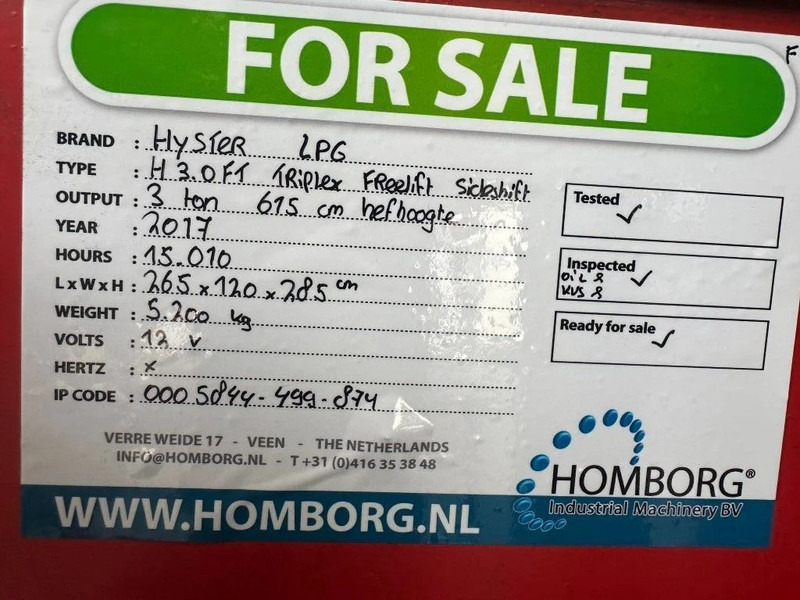 FOR SALE
F
BRAND : HYSTER LPG
TYPE : H 3.0FT TRiplex FReelift Sideshift
OUTPUT : 3 ton 615 cm hefhoogte
YEAR : 2017
HOURS : 15.010
L x W x H : 265 x 120 x 285 cm
WEIGHT : 5.200 kg
VOLTS : 12 v
HERTZ : x
IP CODE : 000 5844-499-874
Tested ✓
Inspected ✓
OiL &
Ready for sale ✓
VERRE WEIDE 17 - VEEN - THE NETHERLANDS
INFO@HOMBORG.NL - T +31 (0)416 35 38 48
WWW.HOMBORG.NL
HOMBORG®
Industrial Machinery BV